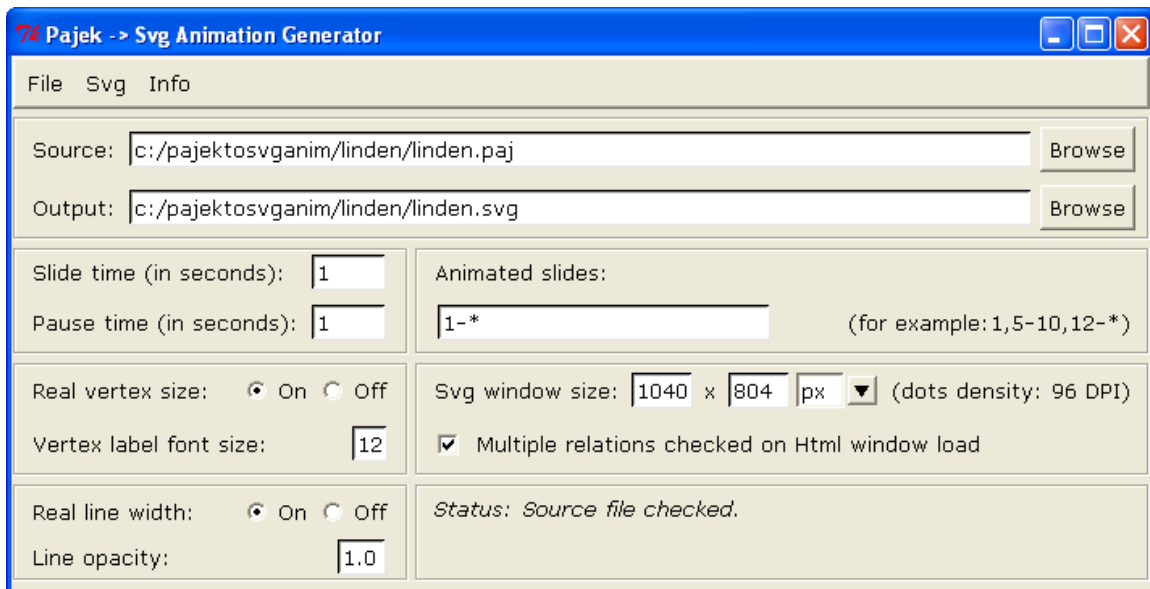 Pajek -> Svg Animation Generator
File Svg Info
Source: c:/pajektosvganim/linden/linden.paj Browse
Output: c:/pajektosvganim/linden/linden.svg Browse
Slide time (in seconds): 1
Pause time (in seconds): 1
Animated slides:
1-* (for example: 1,5-10,12-*)
Real vertex size: On Off
Vertex label font size: 12
Svg window size: 1040 x 804 px (dots density: 96 DPI)
Multiple relations checked on Html window load
Real line width: On Off
Line opacity: 1.0
Status: Source file checked.